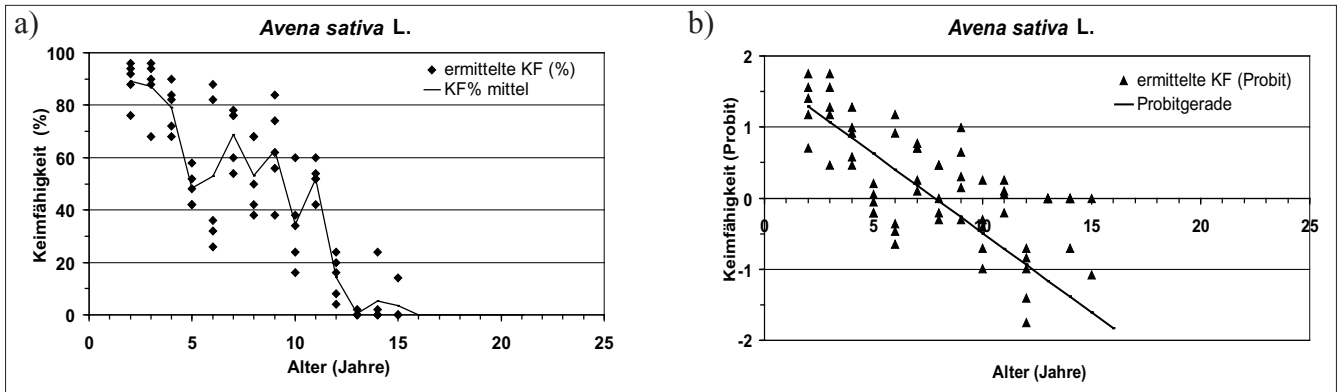 a)
Avena sativa L.
100
80
60
40
20
0
0 5 10 15 20 25
Keimfähigkeit (%)
Alter (Jahre)
ermittelte KF (%)
KF% mittel
b)
Avena sativa L.
2
1
0
-1
-2
0 5 10 15 20 25
Keimfähigkeit (Probit)
Alter (Jahre)
ermittelte KF (Probit)
Probitgerade